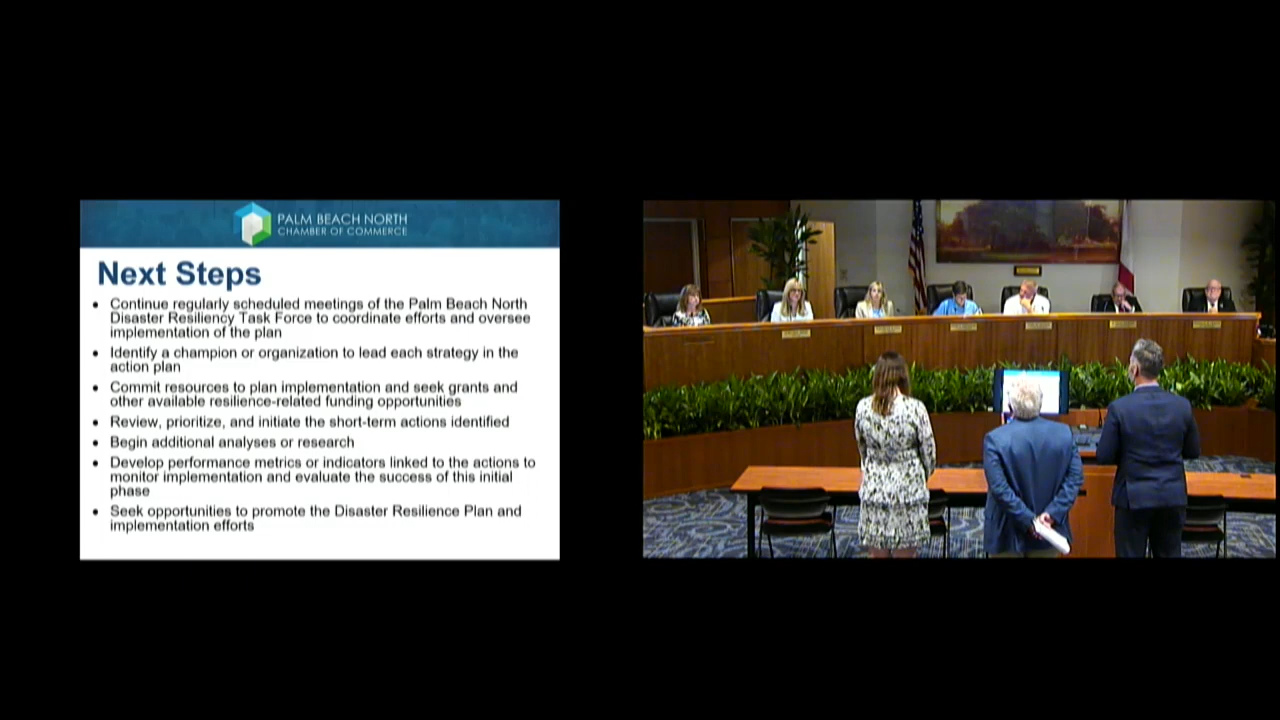 PALM BEACH NORTH
CHAMBER OF COMMERCE
Next Steps
• Continue regularly scheduled meetings of the Palm Beach North
Disaster Resiliency Task Force to coordinate efforts and oversee
implementation of the plan
• Identify a champion or organization to lead each strategy in the
action plan
• Commit resources to plan implementation and seek grants and
other available resilience-related funding opportunities
• Review, prioritize, and initiate the short-term actions identified
• Begin additional analyses or research
• Develop performance metrics or indicators linked to the actions to
monitor implementation and evaluate the success of this initial
phase
• Seek opportunities to promote the Disaster Resilience Plan and
implementation efforts